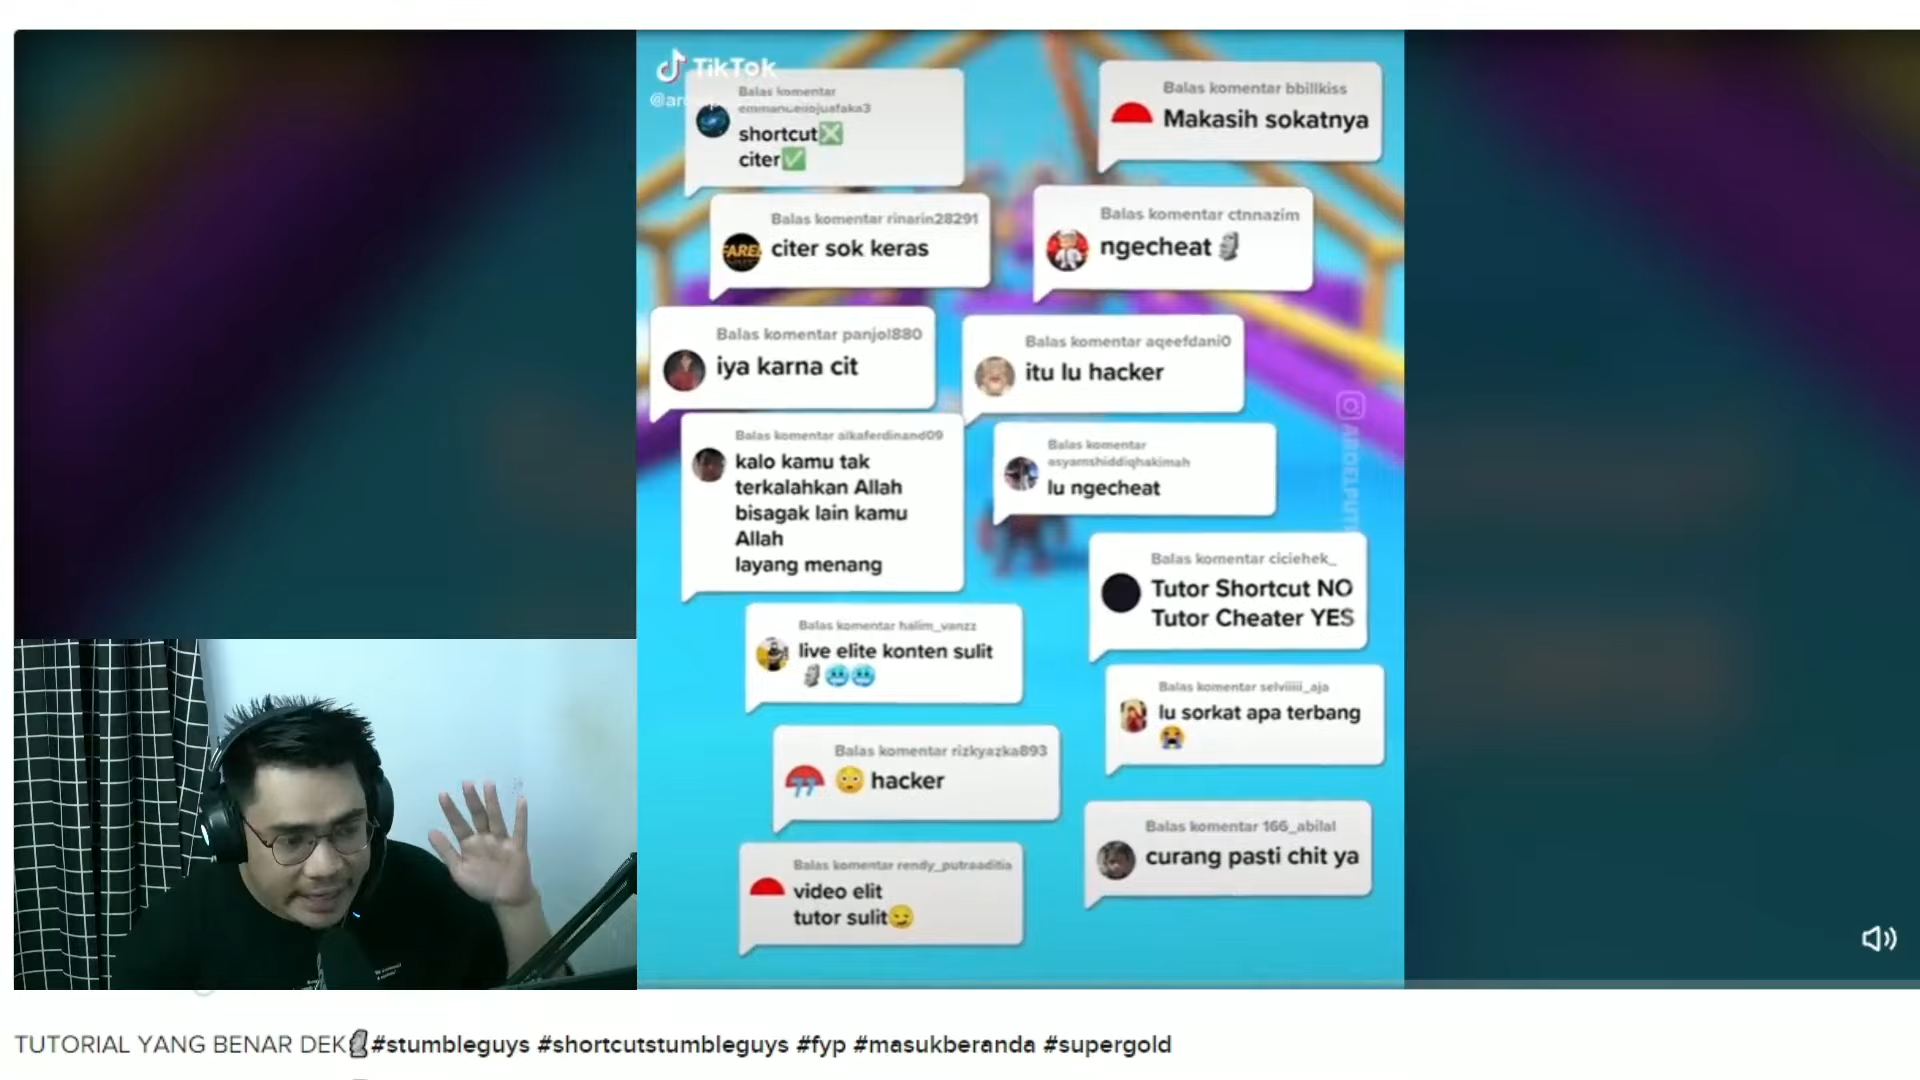 TikTok
Balas komentar
shortcut❎
citer✅
Balas komentar bbillkiss
Makasih sokatnya
Balas komentar rinarin28291
citer sok keras
Balas komentar ctnnazim
ngecheat 🗿
Balas komentar panjol880
iya karna cit
Balas komentar aqeefdani0
itu lu hacker
Balas komentar alkaferdinand09
kalo kamu tak
terkalahkan Allah
bisagak lain kamu
Allah
layang menang
Balas komentar
asyamshiddiqhakimah
lu ngecheat
Balas komentar ciciehek_
Tutor Shortcut NO
Tutor Cheater YES
Balas komentar halim_vanzz
live elite konten sulit
🗿🥶🥶
Balas komentar selviiiii_aja
lu sorkat apa terbang
😭
Balas komentar rizkyazka893
😳 hacker
Balas komentar 166_abilal
curang pasti chit ya
Balas komentar rendy_putraaditia
video elit
tutor sulit😏
TUTORIAL YANG BENAR DEK🗿#stumbleguys #shortcutstumbleguys #fyp #masukberanda #supergold